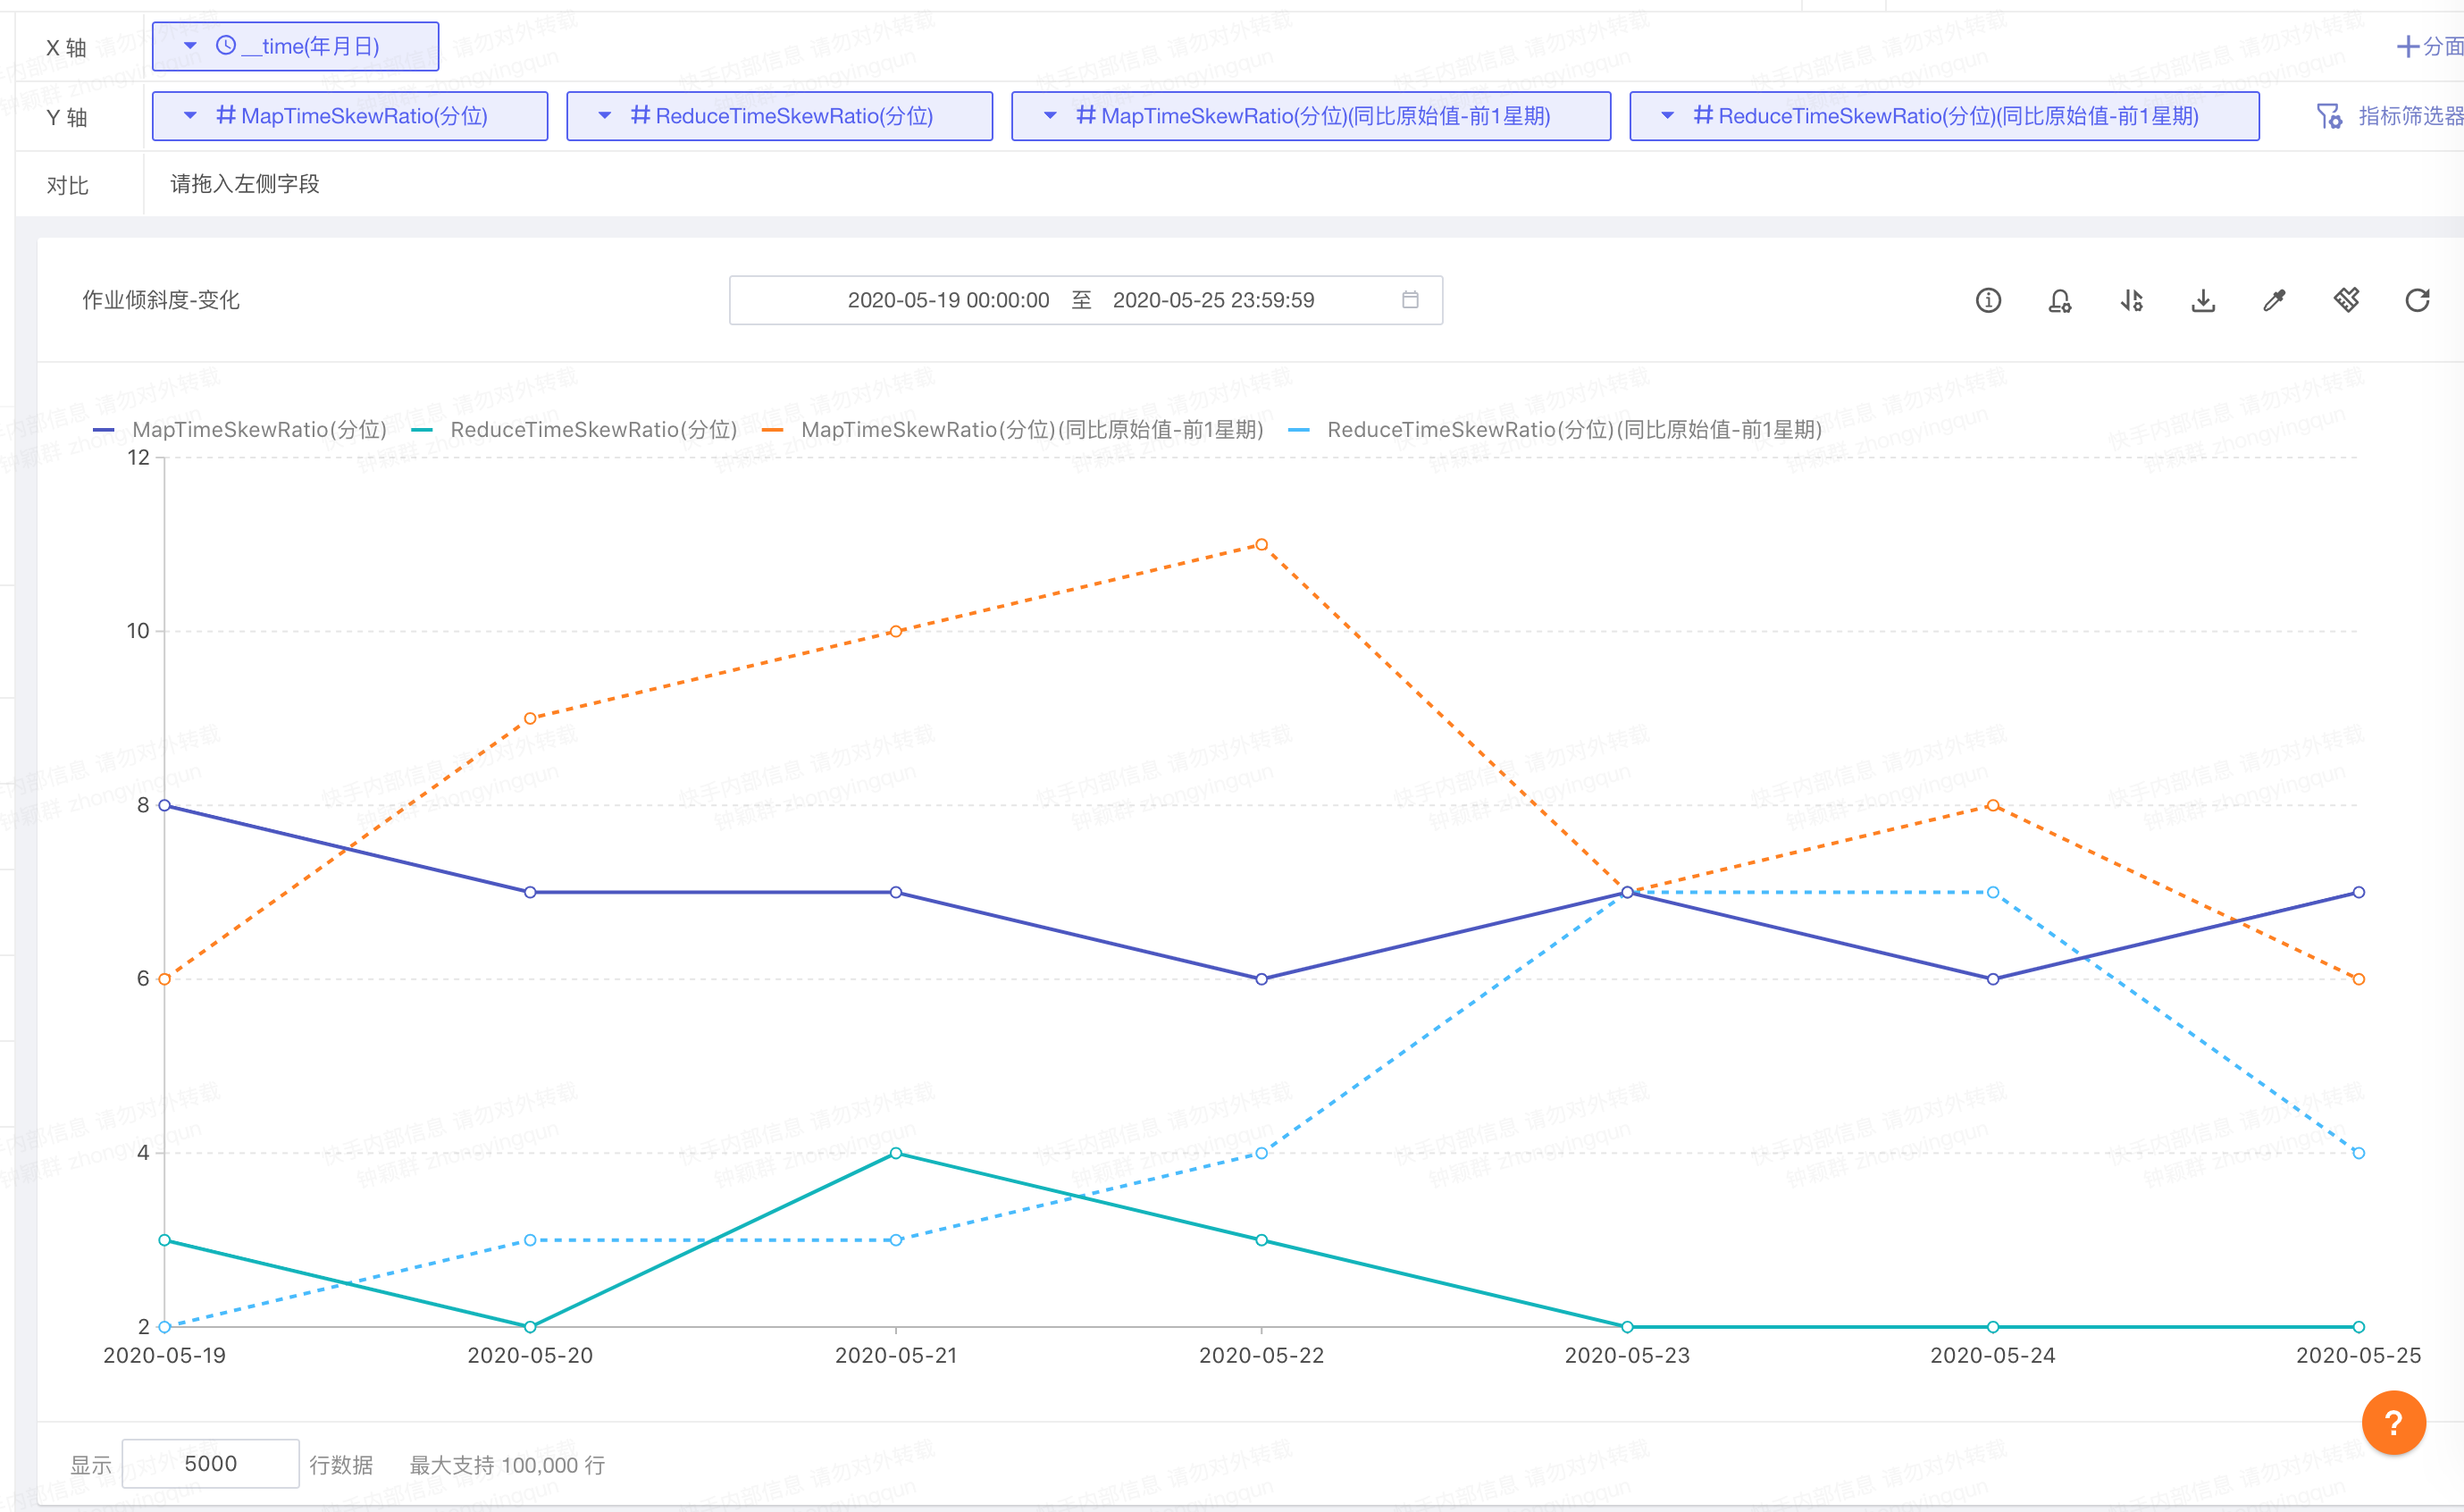 X 轴
__time(年月日)
分面
Y 轴
MapTimeSkewRatio(分位)
ReduceTimeSkewRatio(分位)
MapTimeSkewRatio(分位)(同比原始值-前1星期)
ReduceTimeSkewRatio(分位)(同比原始值-前1星期)
指标筛选器
对比
请拖入左侧字段
作业倾斜度-变化
2020-05-19 00:00:00 至 2020-05-25 23:59:59
MapTimeSkewRatio(分位)
ReduceTimeSkewRatio(分位)
MapTimeSkewRatio(分位)(同比原始值-前1星期)
ReduceTimeSkewRatio(分位)(同比原始值-前1星期)
12
10
8
6
4
2
2020-05-19
2020-05-20
2020-05-21
2020-05-22
2020-05-23
2020-05-24
2020-05-25
?
显示 5000 行数据 最大支持 100,000 行
快手内部信息 请勿对外转载
钟颖群 zhongyingqun